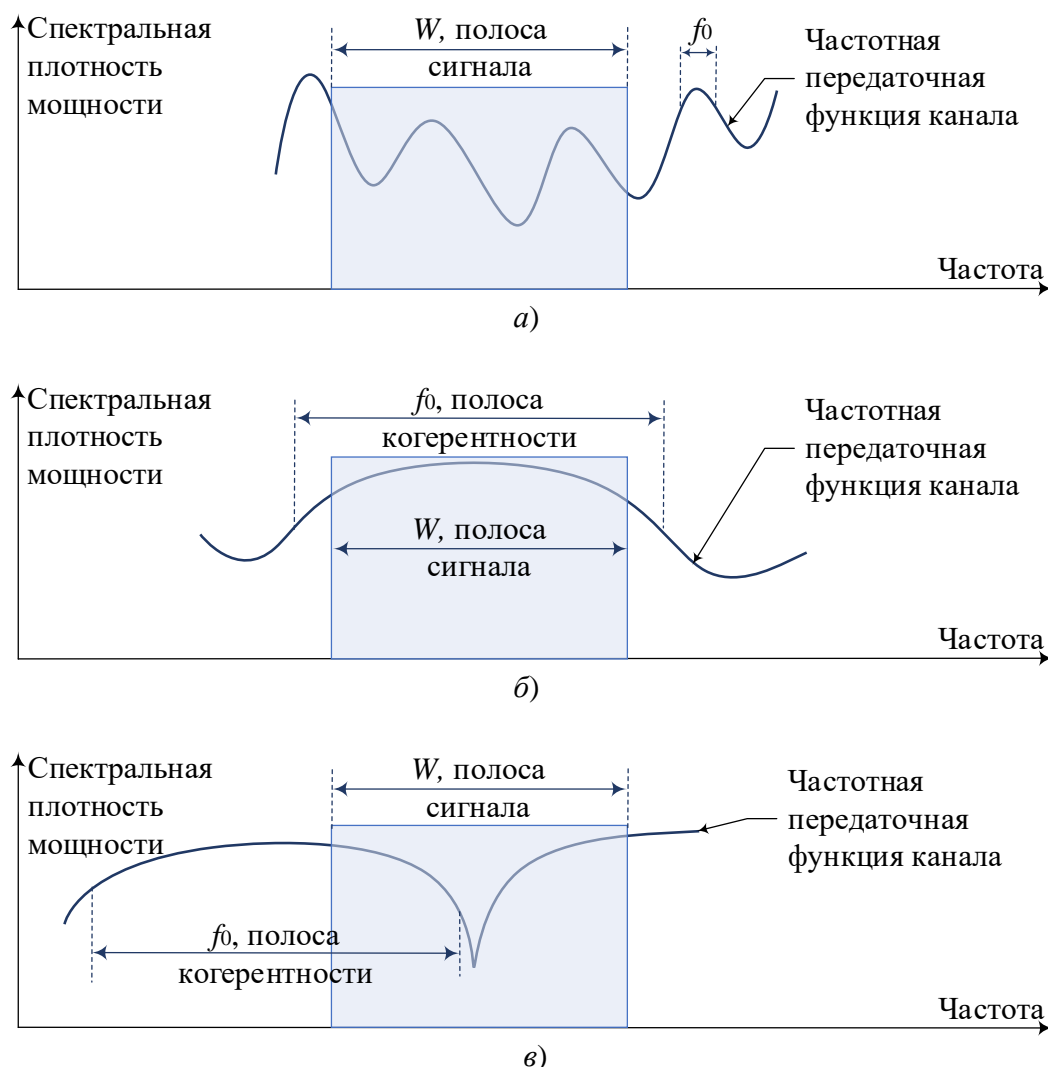 Спектральная
плотность
мощности
W, полоса
сигнала
f0
Частотная
передаточная
функция канала
Частота
а)
Спектральная
плотность
мощности
f0, полоса
когерентности
W, полоса
сигнала
Частотная
передаточная
функция канала
Частота
б)
Спектральная
плотность
мощности
W, полоса
сигнала
f0, полоса
когерентности
Частотная
передаточная
функция канала
Частота
в)